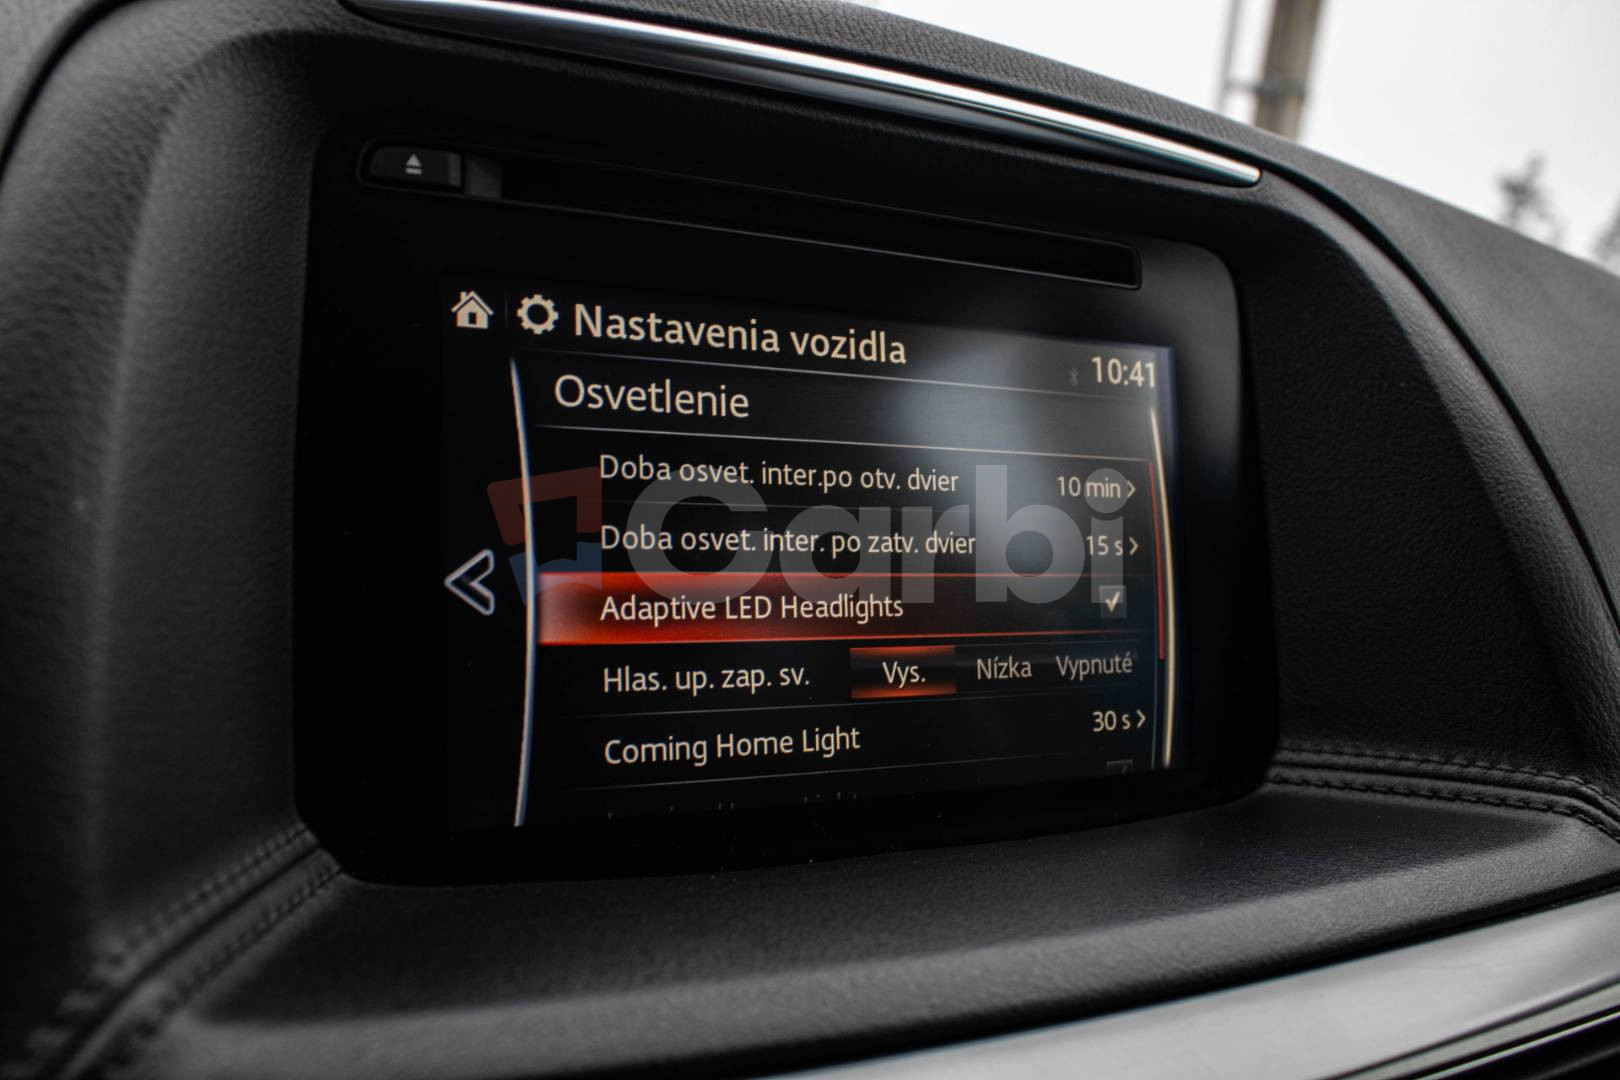 Nastavenia vozidla
10:41
Osvetlenie
Doba osvet. inter.po otv. dvier 10 min
Doba osvet. inter. po zatv. dvier 15 s
Adaptive LED Headlights
Hlas. up. zap. sv. Vys. Nízka Vypnuté
Coming Home Light 30 s
Carbi